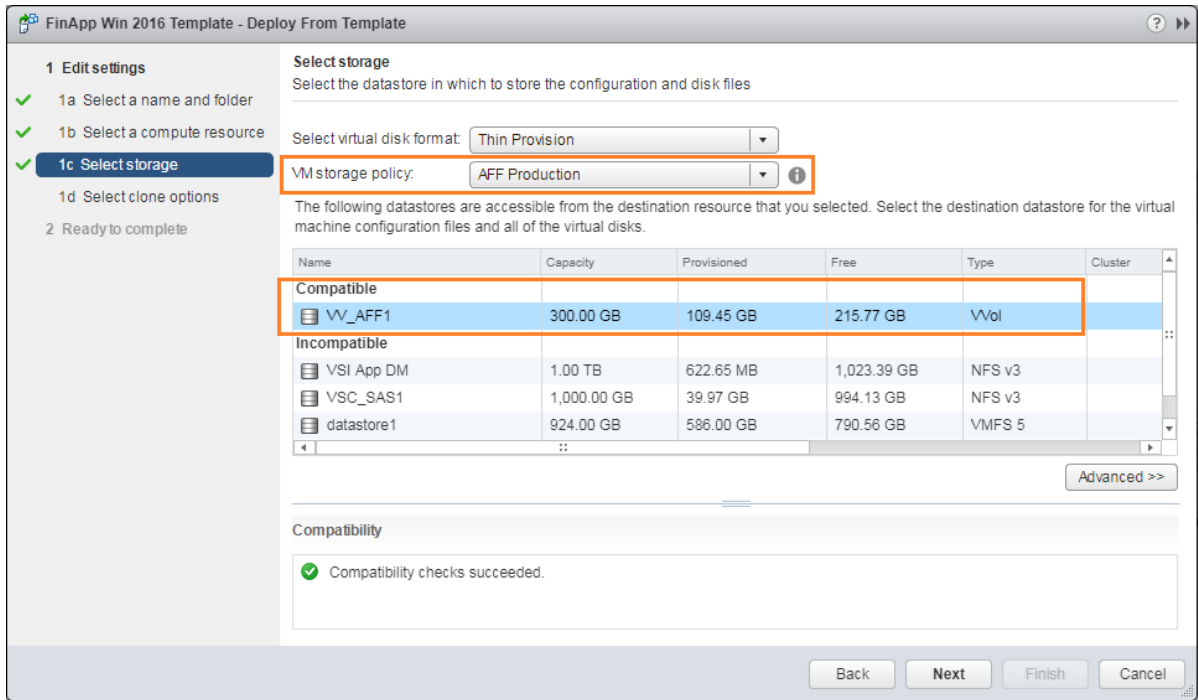 FinApp Win 2016 Template - Deploy From Template
1 Edit settings
1a Select a name and folder
1b Select a compute resource
1c Select storage
1d Select clone options
2 Ready to complete
Select storage
Select the datastore in which to store the configuration and disk files
Select virtual disk format: Thin Provision
VM storage policy: AFF Production
The following datastores are accessible from the destination resource that you selected. Select the destination datastore for the virtual
machine configuration files and all of the virtual disks.
Name Capacity Provisioned Free Type Cluster
Compatible
VV_AFF1 300.00 GB 109.45 GB 215.77 GB VVol
Incompatible
VSI App DM 1.00 TB 622.65 MB 1,023.39 GB NFS v3
VSC_SAS1 1,000.00 GB 39.97 GB 994.13 GB NFS v3
datastore1 924.00 GB 586.00 GB 790.56 GB VMFS 5
Advanced >>
Compatibility
Compatibility checks succeeded.
Back Next Finish Cancel